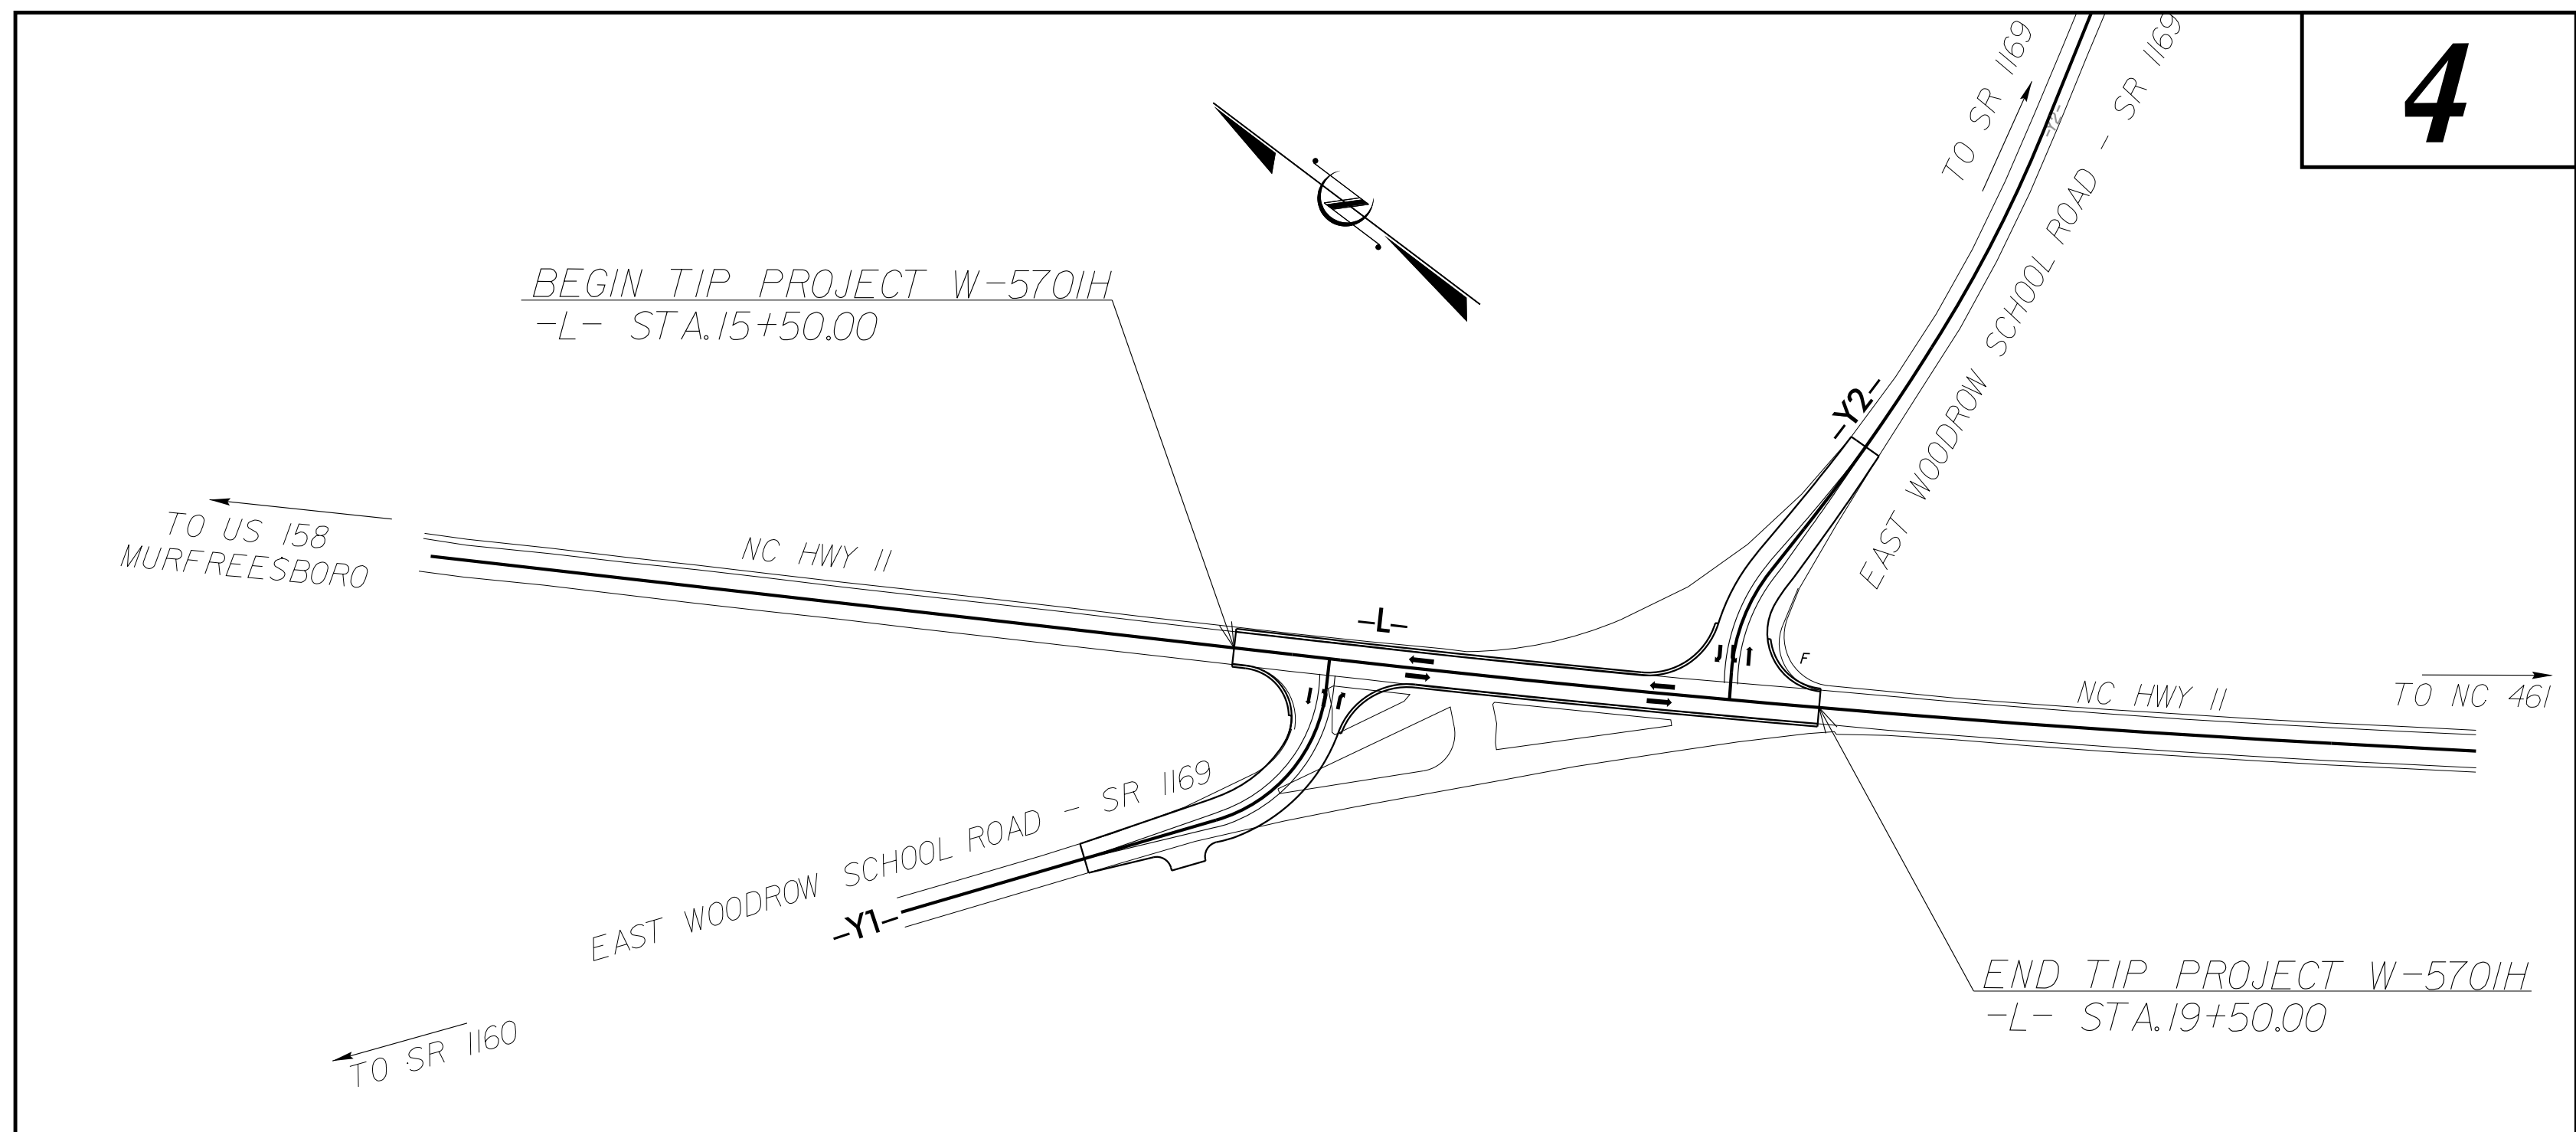 4
TO SR 1169
-Y2-
EAST WOODROW SCHOOL ROAD - SR 1169
BEGIN TIP PROJECT W-5701H
-L- STA.15+50.00
-Y2-
TO US 158
MURFREESBORO
NC HWY 11
-L-
F
NC HWY 11
TO NC 461
EAST WOODROW SCHOOL ROAD - SR 1169
-Y1-
END TIP PROJECT W-5701H
-L- STA.19+50.00
TO SR 1160